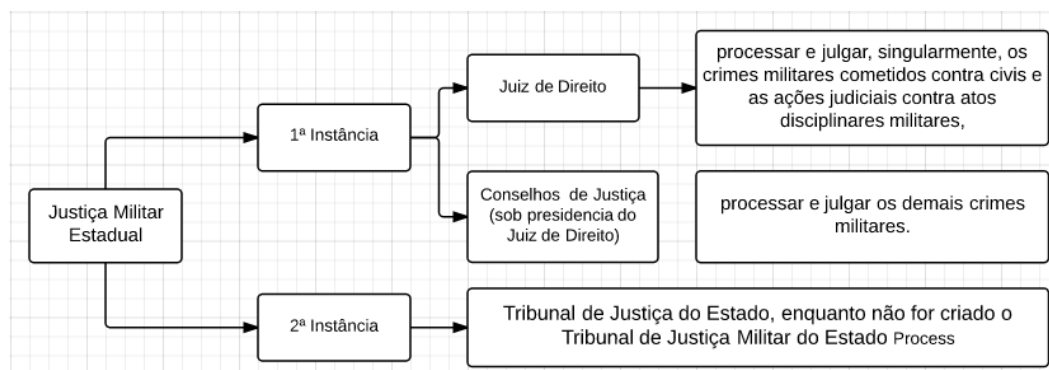 Justiça Militar
Estadual
1ª Instância
Juiz de Direito
processar e julgar, singularmente, os
crimes militares cometidos contra civis e
as ações judiciais contra atos
disciplinares militares,
Conselhos de Justiça
(sob presidencia do
Juiz de Direito)
processar e julgar os demais crimes
militares.
2ª Instância
Tribunal de Justiça do Estado, enquanto não for criado o
Tribunal de Justiça Militar do Estado Process